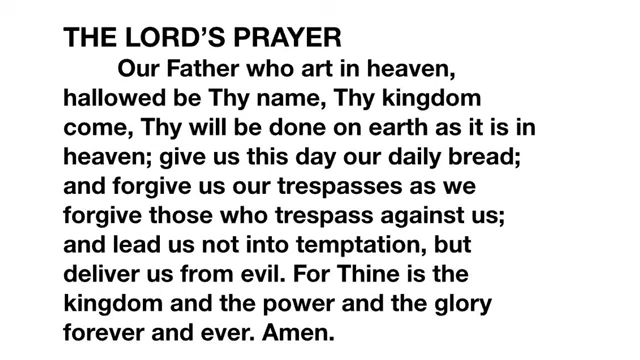 THE LORD'S PRAYER
Our Father who art in heaven,
hallowed be Thy name, Thy kingdom
come, Thy will be done on earth as it is in
heaven; give us this day our daily bread;
and forgive us our trespasses as we
forgive those who trespass against us;
and lead us not into temptation, but
deliver us from evil. For Thine is the
kingdom and the power and the glory
forever and ever. Amen.